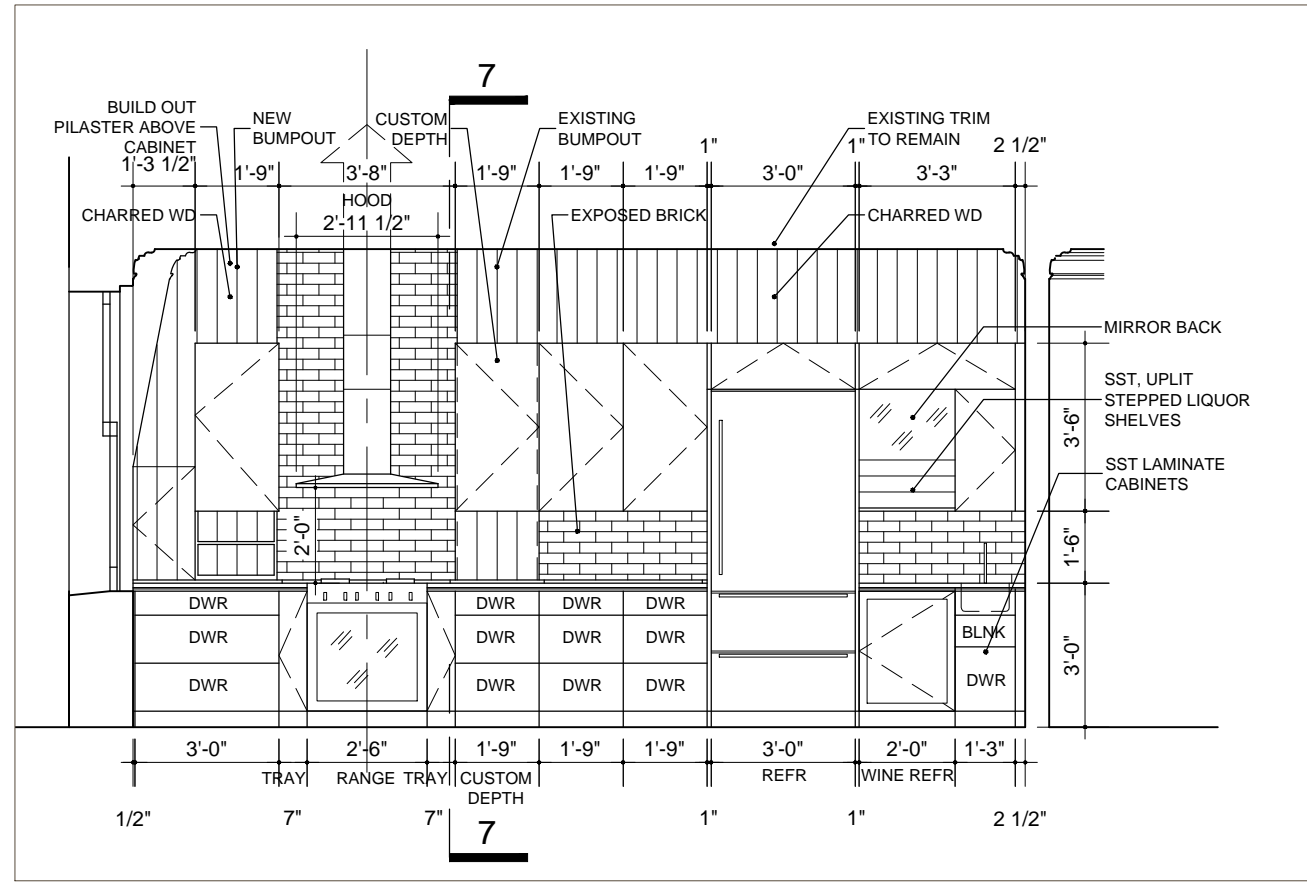 7
BUILD OUT
PILASTER ABOVE
CABINET
NEW
BUMPOUT
CUSTOM
DEPTH
EXISTING
BUMPOUT
EXISTING TRIM
TO REMAIN
1'-3 1/2"
1'-9"
3'-8"
1'-9"
1'-9"
1'-9"
1"
3'-0"
1"
3'-3"
2 1/2"
HOOD
2'-11 1/2"
CHARRED WD
EXPOSED BRICK
CHARRED WD
MIRROR BACK
SST, UPLIT
STEPPED LIQUOR
SHELVES
SST LAMINATE
CABINETS
3'-6"
1'-6"
3'-0"
2'-0"
DWR
DWR
DWR
DWR
DWR
DWR
DWR
DWR
DWR
DWR
DWR
DWR
BLNK
DWR
3'-0"
2'-6"
1'-9"
1'-9"
1'-9"
3'-0"
2'-0"
1'-3"
TRAY
RANGE
TRAY
CUSTOM
DEPTH
REFR
WINE REFR
1/2"
7"
7"
1"
1"
2 1/2"
7